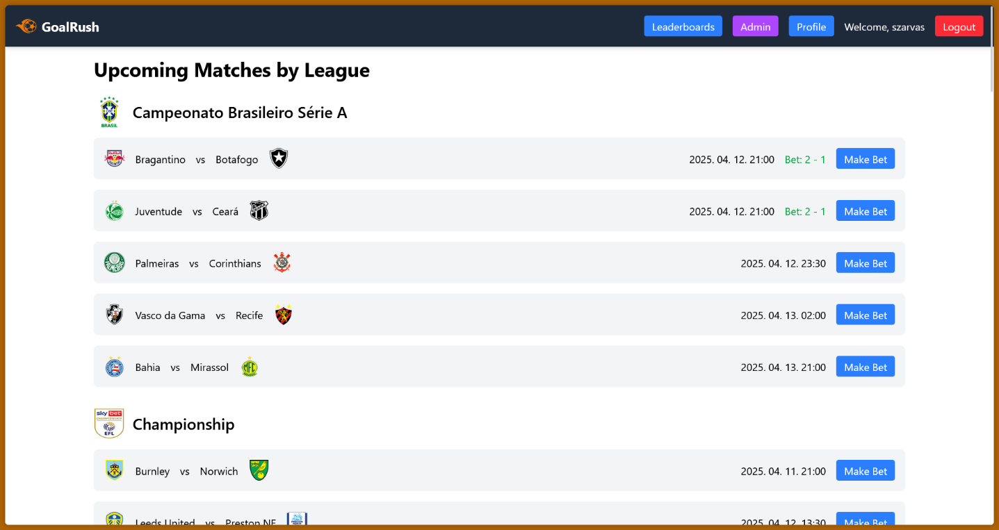 GoalRush Leaderboards Admin Profile Welcome, szarvas Logout
Upcoming Matches by League
BRASIL
Campeonato Brasileiro Série A
Bragantino vs Botafogo 2025. 04. 12. 21:00 Bet: 2 - 1 Make Bet
Juventude vs Ceará 2025. 04. 12. 21:00 Bet: 2 - 1 Make Bet
Palmeiras vs Corinthians 2025. 04. 12. 23:30 Make Bet
Vasco da Gama vs Recife 2025. 04. 13. 02:00 Make Bet
Bahia vs Mirassol MFC 2025. 04. 13. 21:00 Make Bet
sky bet
CHAMPIONSHIP
EFL
Championship
Burnley vs Norwich 2025. 04. 11. 21:00 Make Bet
Leeds United vs Preston NE 2025. 04. 12. 13:30 Make Bet